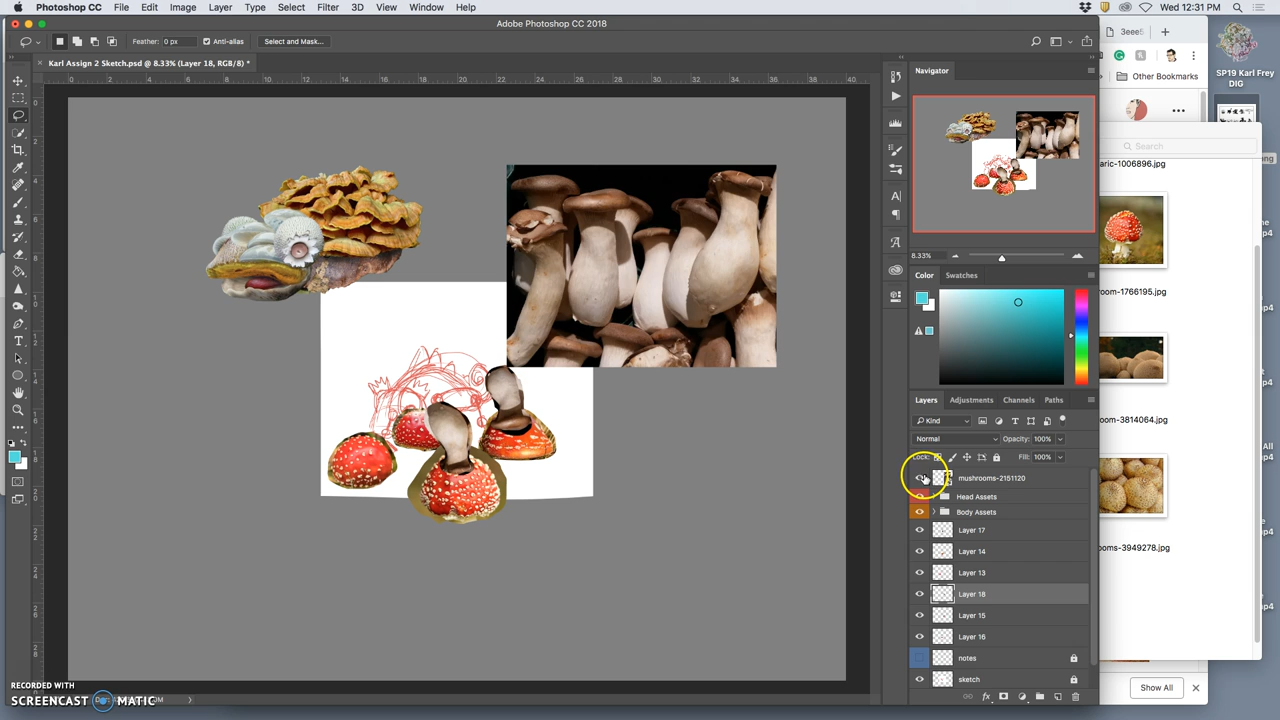 Photoshop CC File Edit Image Layer Type Select Filter 3D View Window Help
Wed 12:31 PM
Adobe Photoshop CC 2018
3eee5
Feather: 0 px Anti-alias Select and Mask...
Karl Assign 2 Sketch.psd @ 8.33% (Layer 18, RGB/8) *
Navigator
Other Bookmarks
SP19 Karl Frey
DIG
Search
aric-1006896.jpg
8.33%
Color Swatches
room-1766195.jpg
Layers Adjustments Channels Paths
Kind
room-3814064.jpg
Normal Opacity: 100%
Lock: Fill: 100%
mushrooms-2151120
Head Assets
Body Assets
Layer 17
Layer 14
ooms-3949278.jpg
Layer 13
Layer 18
Layer 15
Layer 16
notes
sketch
Show All
RECORDED WITH
SCREENCAST MATIC